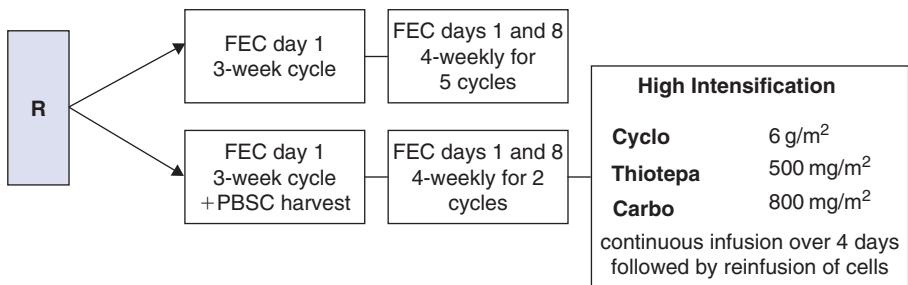 R
FEC day 1
3-week cycle
FEC days 1 and 8
4-weekly for
5 cycles
FEC day 1
3-week cycle
+PBSC harvest
FEC days 1 and 8
4-weekly for 2
cycles
High Intensification
Cyclo 6 g/m²
Thiotepa 500 mg/m²
Carbo 800 mg/m²
continuous infusion over 4 days
followed by reinfusion of cells